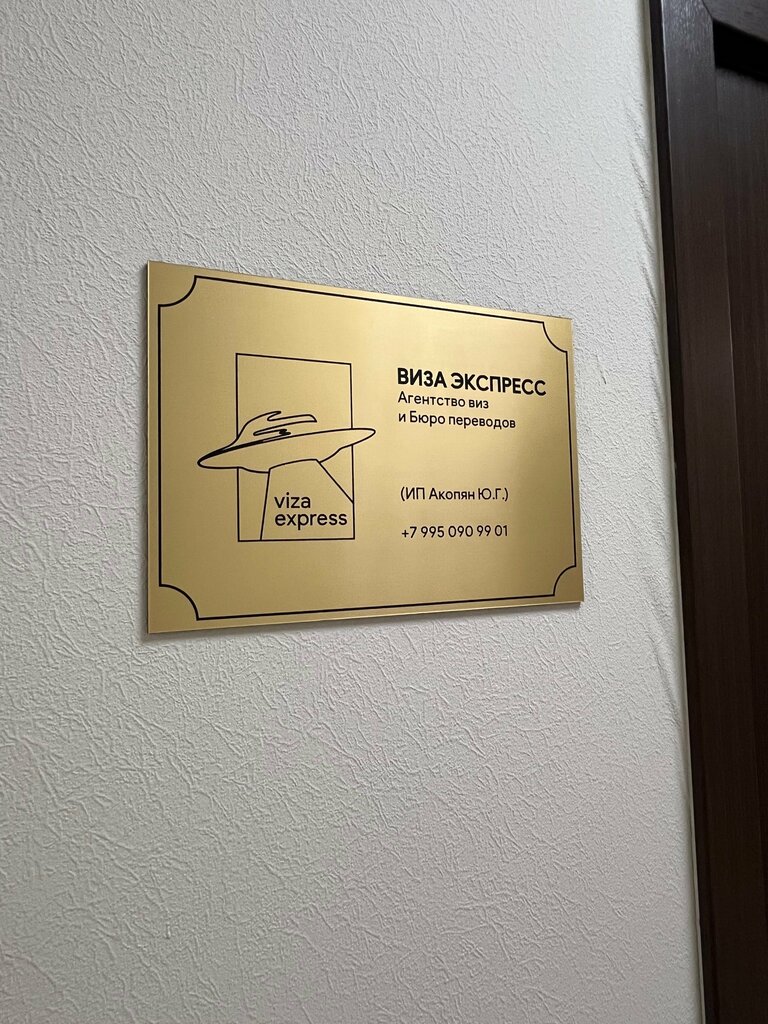 viza
express
ВИЗА ЭКСПРЕСС
Агентство виз
и Бюро переводов
(ИП Акопян Ю.Г.)
+7 995 090 99 01